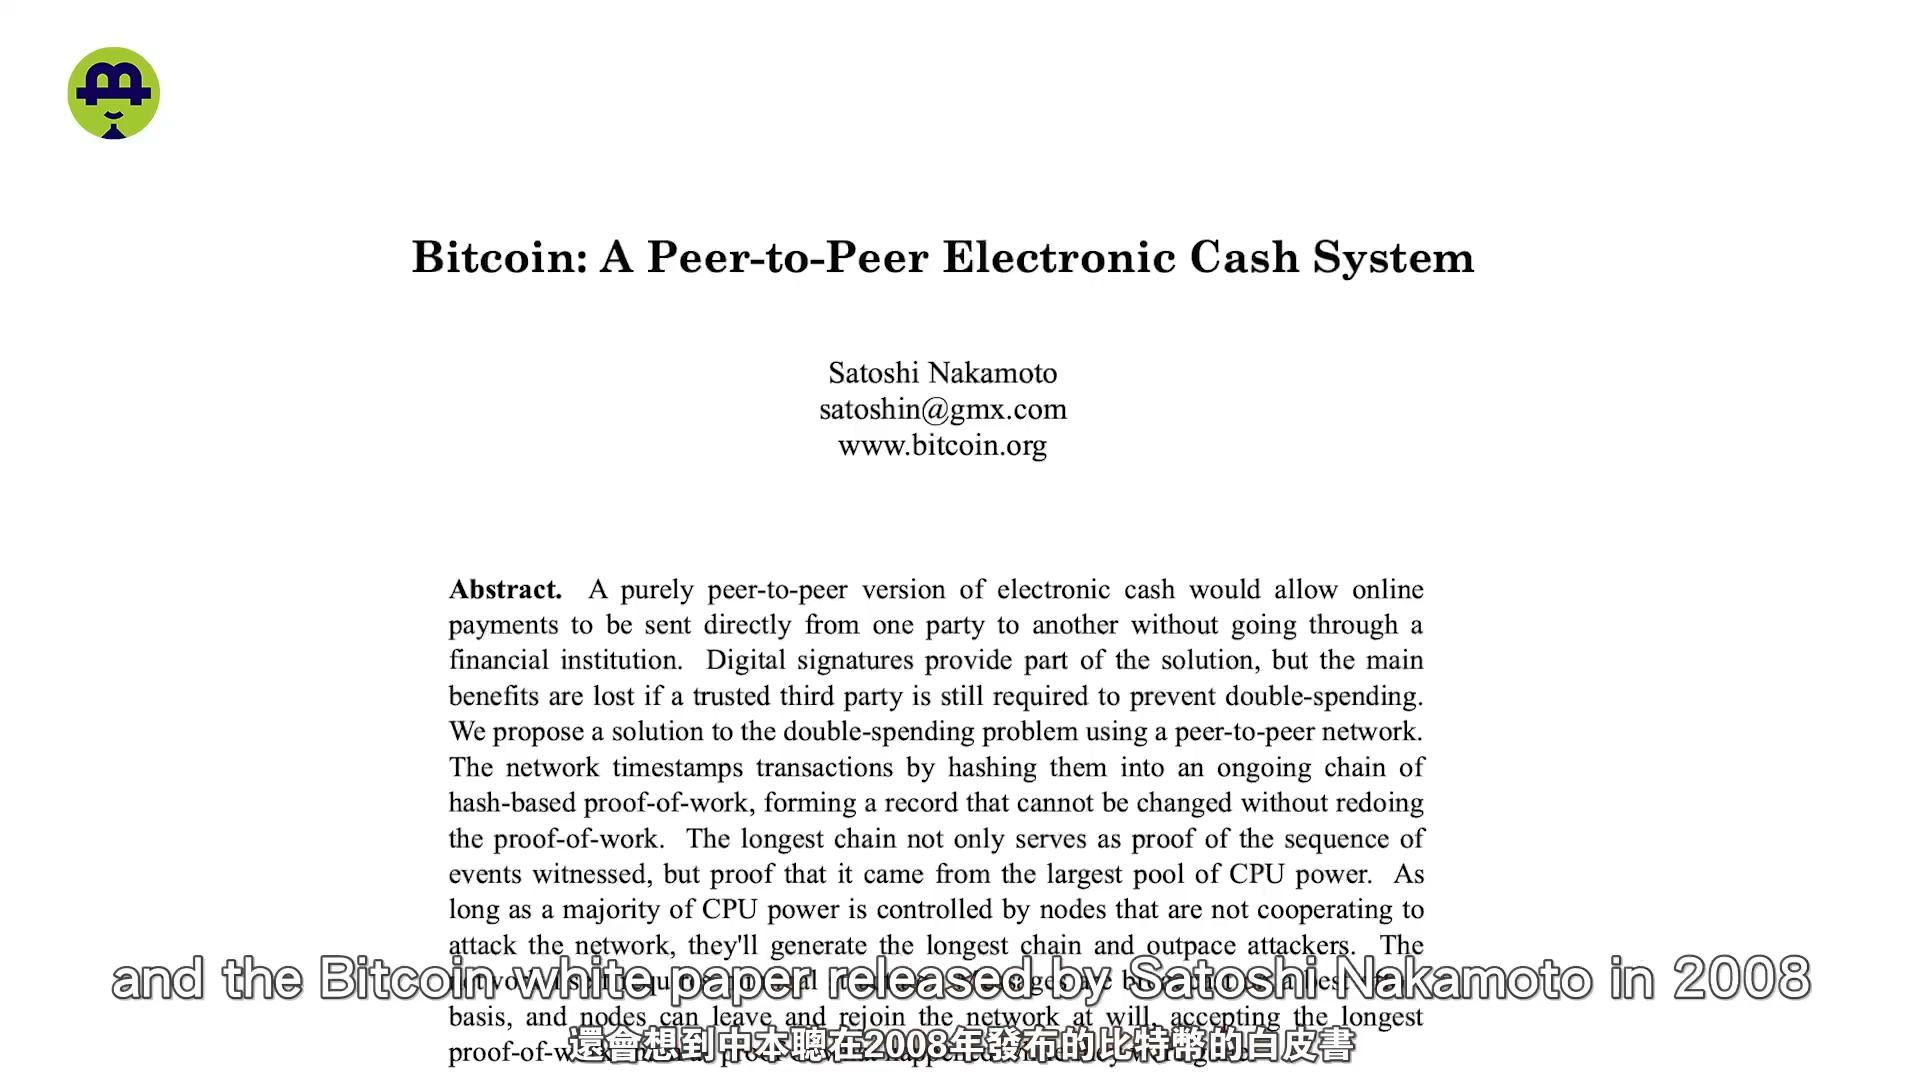 Bitcoin: A Peer-to-Peer Electronic Cash System
Satoshi Nakamoto
satoshin@gmx.com
www.bitcoin.org
Abstract. A purely peer-to-peer version of electronic cash would allow online
payments to be sent directly from one party to another without going through a
financial institution. Digital signatures provide part of the solution, but the main
benefits are lost if a trusted third party is still required to prevent double-spending.
We propose a solution to the double-spending problem using a peer-to-peer network.
The network timestamps transactions by hashing them into an ongoing chain of
hash-based proof-of-work, forming a record that cannot be changed without redoing
the proof-of-work. The longest chain not only serves as proof of the sequence of
events witnessed, but proof that it came from the largest pool of CPU power. As
long as a majority of CPU power is controlled by nodes that are not cooperating to
attack the network, they'll generate the longest chain and outpace attackers. The
and the Bitcoin white paper released by Satoshi Nakamoto in 2008
basis, and nodes can leave and rejoin the network at will, accepting the longest
還會想到中本聰在2008年發布的比特幣的白皮書